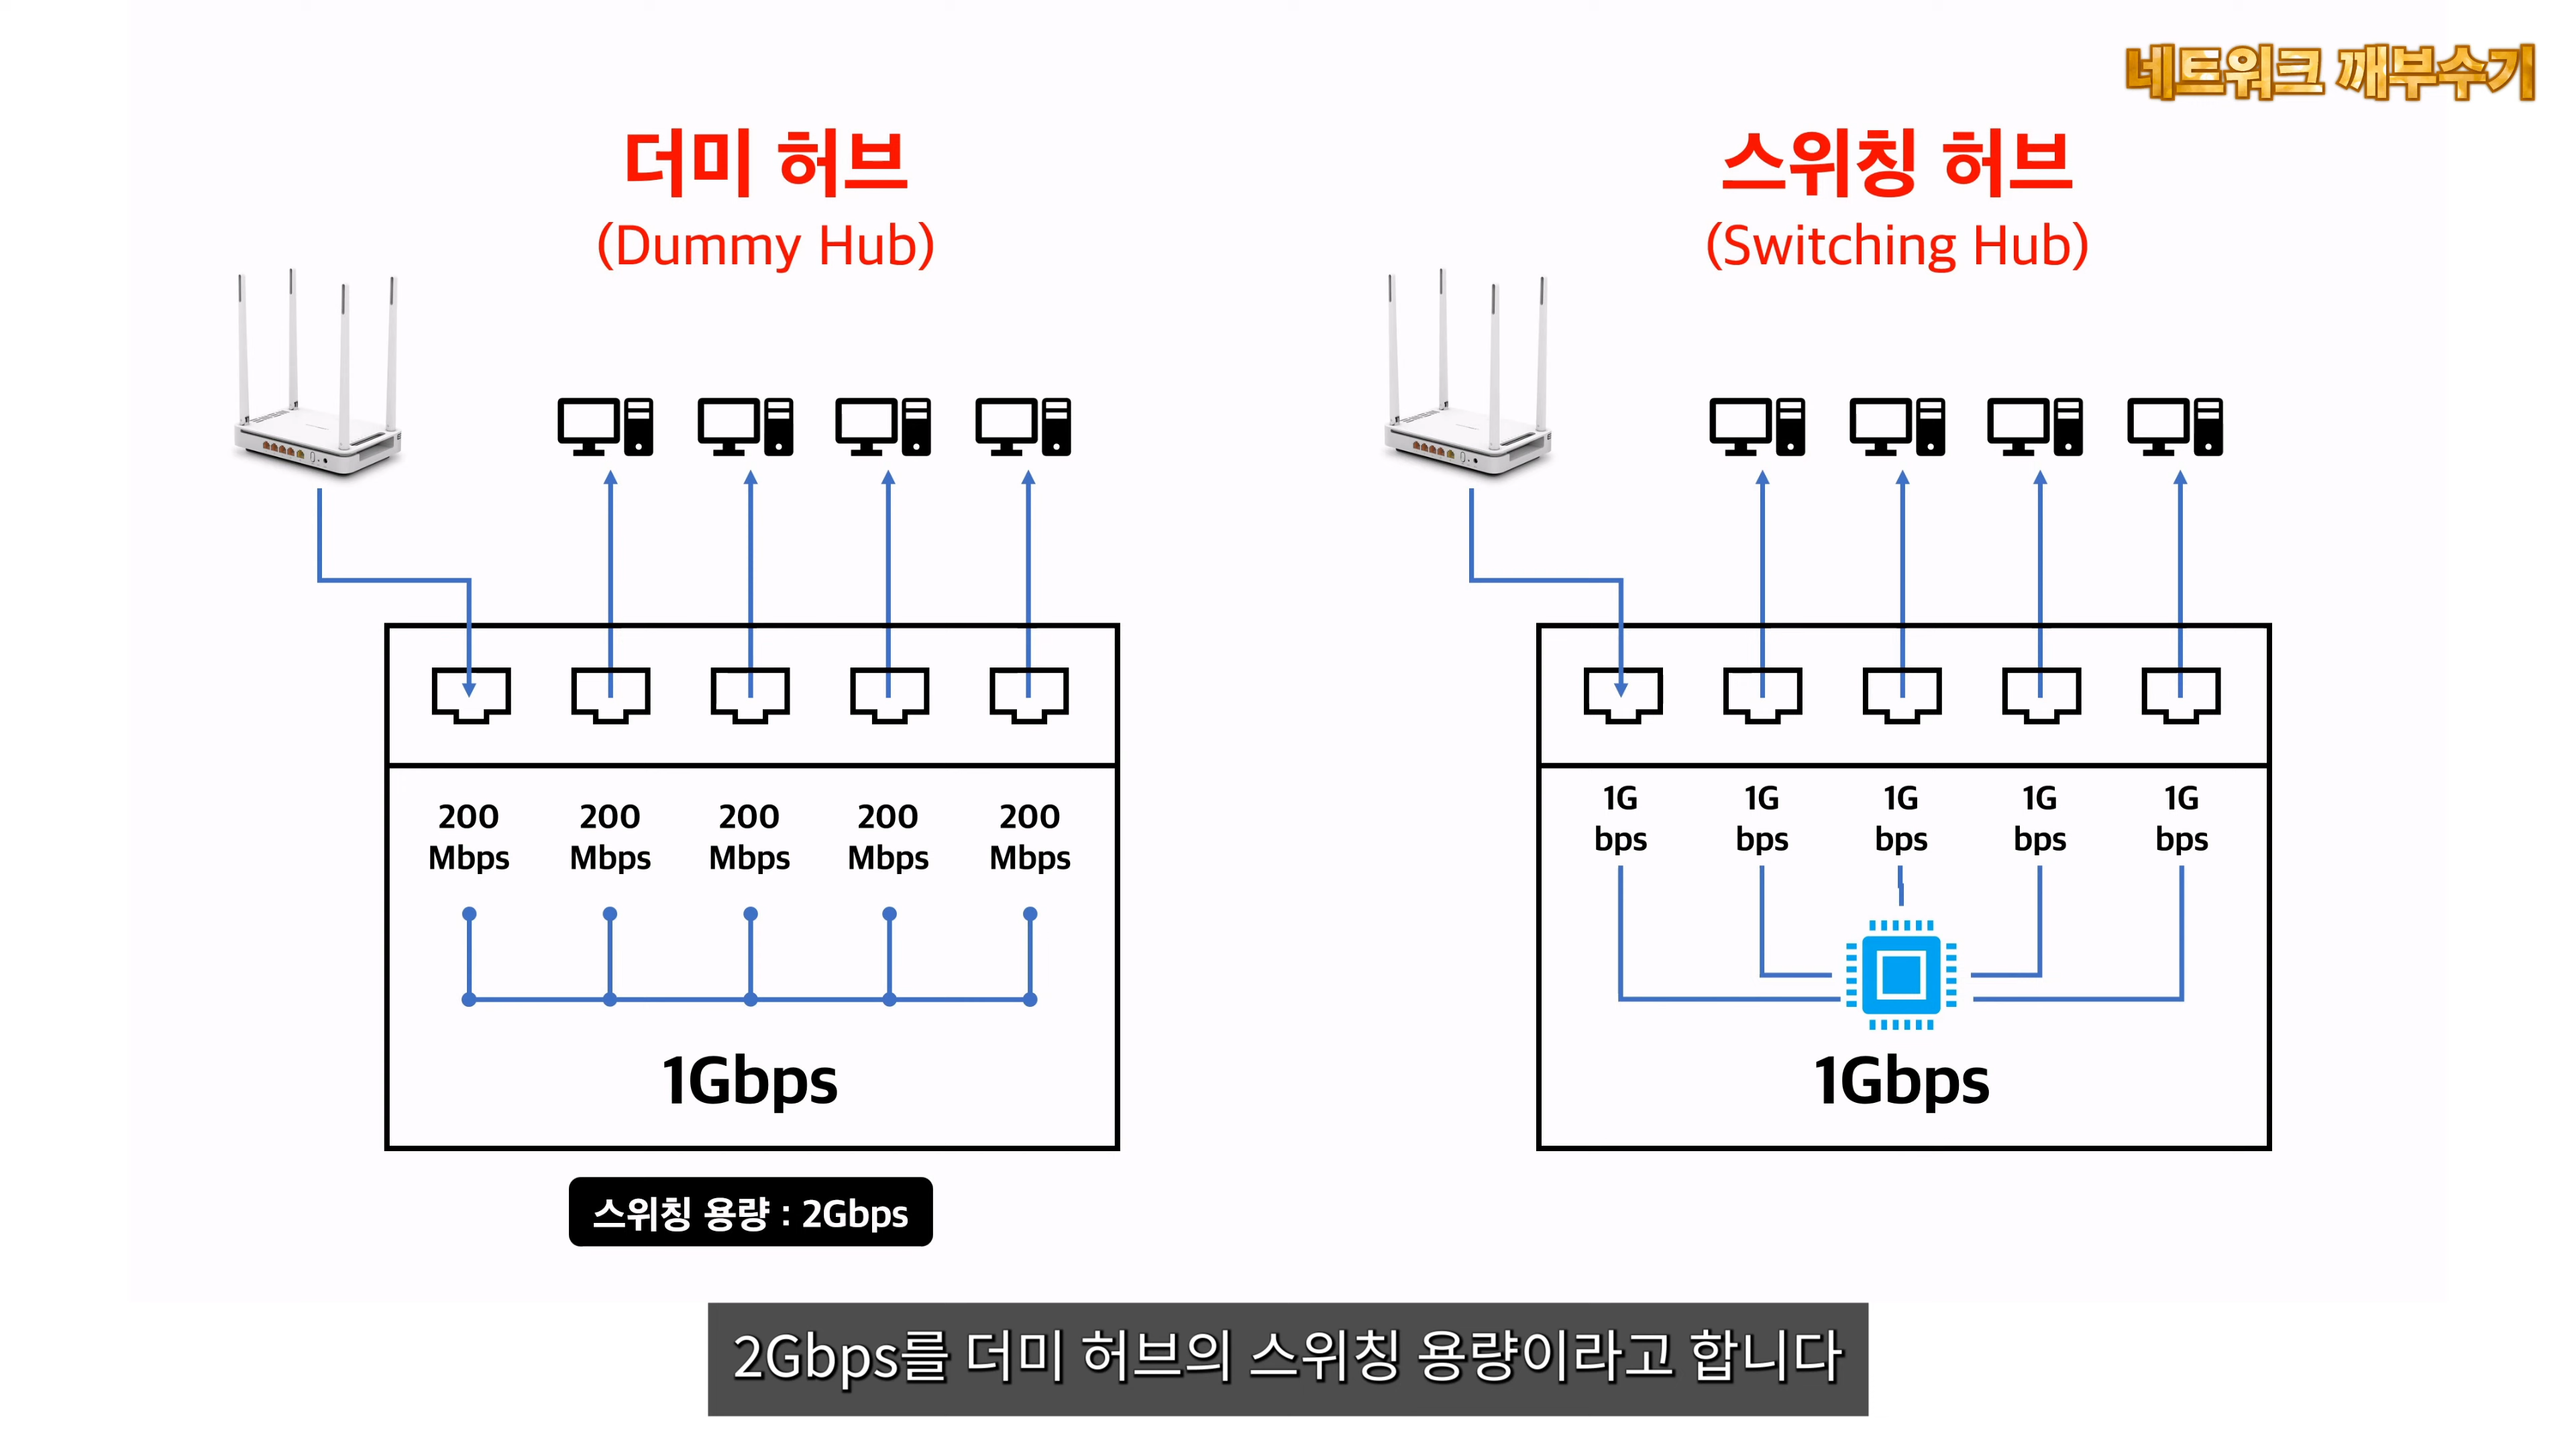 네트워크 깨부수기
더미 허브
(Dummy Hub)
200 Mbps
200 Mbps
200 Mbps
200 Mbps
200 Mbps
1Gbps
스위칭 용량 : 2Gbps
스위칭 허브
(Switching Hub)
1G bps
1G bps
1G bps
1G bps
1G bps
1Gbps
2Gbps를 더미 허브의 스위칭 용량이라고 합니다